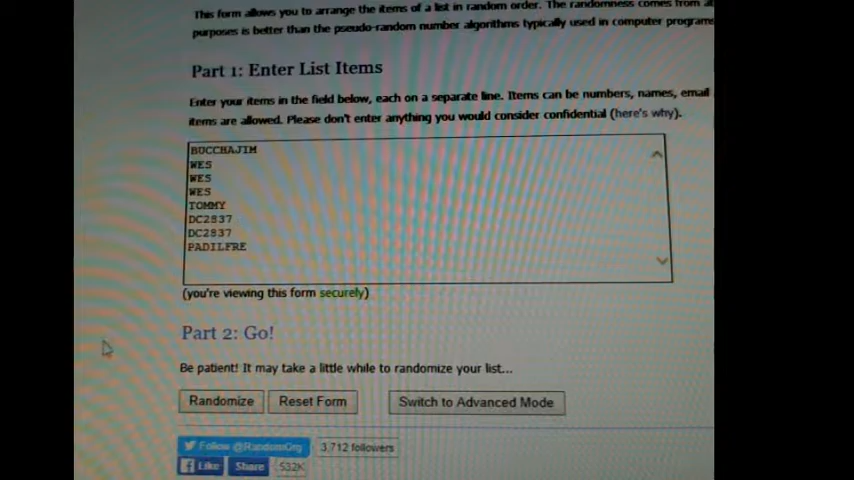 This form allows you to arrange the items of a list in random order. The randomness comes from at
purposes is better than the pseudo-random number algorithms typically used in computer programs
Part 1: Enter List Items
Enter your items in the field below, each on a separate line. Items can be numbers, names, email
items are allowed. Please don't enter anything you would consider confidential (here's why).
BUCCHAJIM
WES
WES
WES
TOMMY
DC2837
DC2837
PADILFRE
(you're viewing this form securely)
Part 2: Go!
Be patient! It may take a little while to randomize your list...
Randomize Reset Form Switch to Advanced Mode
Follow @RandomOrg 3,712 followers
Like Share 532K